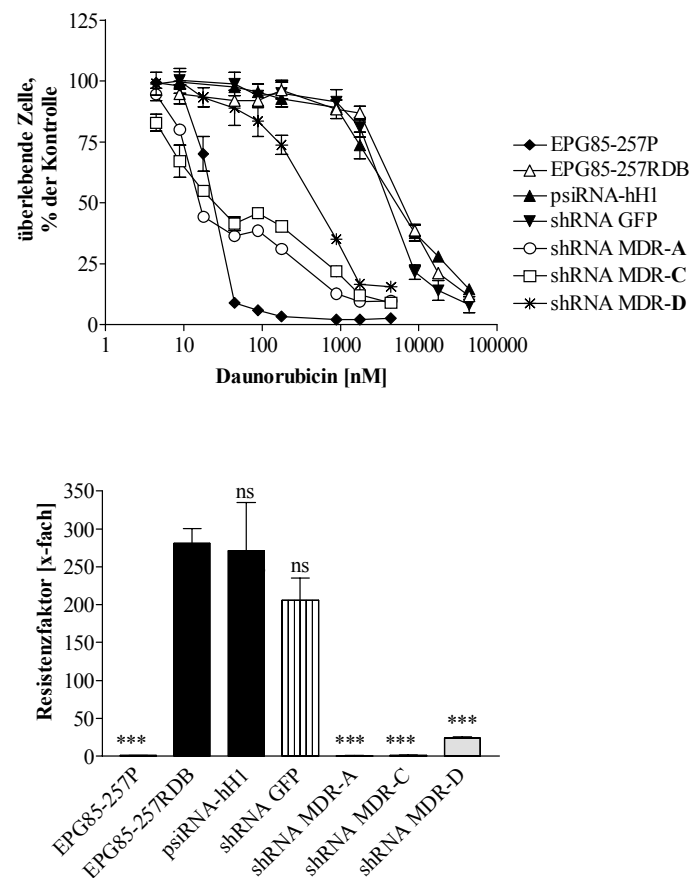 125
100
75
50
25
0
überlebende Zelle,
% der Kontrolle
1 10 100 1000 10000 100000
Daunorubicin [nM]
EPG85-257P
EPG85-257RDB
psiRNA-hH1
shRNA GFP
shRNA MDR-A
shRNA MDR-C
shRNA MDR-D
350
300
250
200
150
100
50
0
Resistenzfaktor [x-fach]
ns
ns
*** *** *** ***
EPG85-257P
EPG85-257RDB
psiRNA-hH1
shRNA GFP
shRNA MDR-A
shRNA MDR-C
shRNA MDR-D